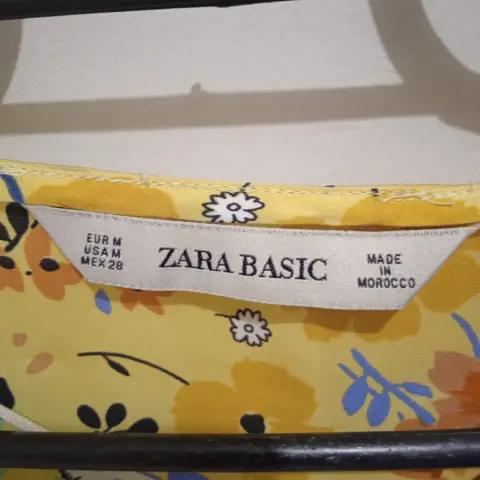 EUR M
USA M
MEX 28
ZARA BASIC
MADE
IN
MOROCCO